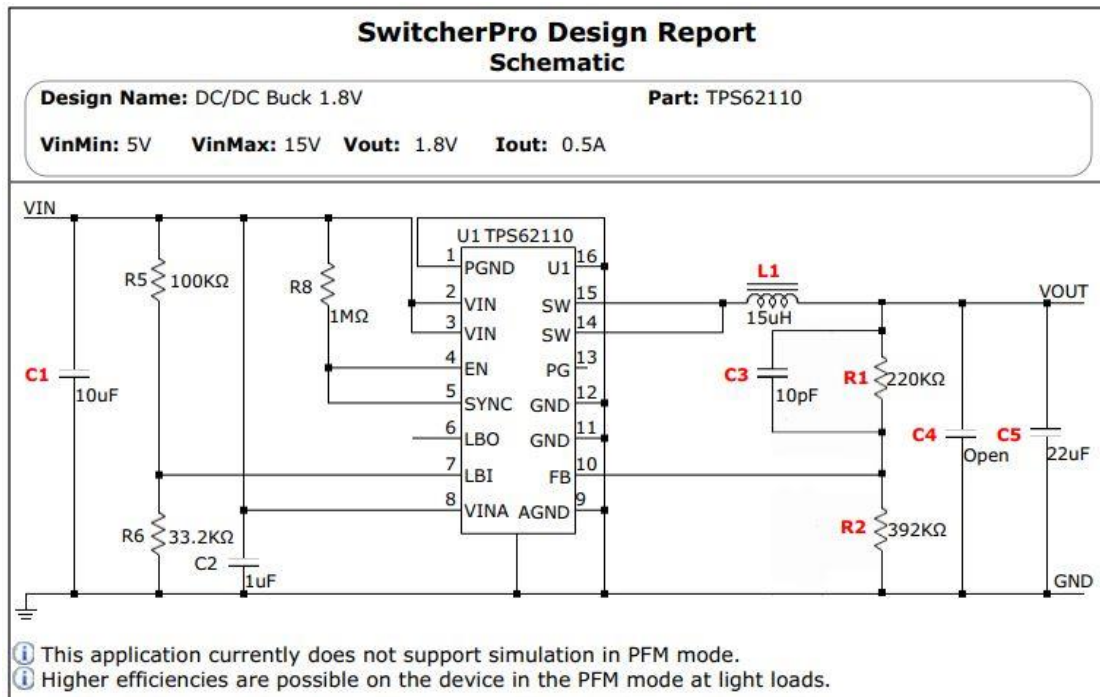 SwitcherPro Design Report
Schematic
Design Name: DC/DC Buck 1.8V Part: TPS62110
VinMin: 5V VinMax: 15V Vout: 1.8V Iout: 0.5A
VIN
U1 TPS62110
1 PGND U1 16
2 VIN SW 15
3 VIN SW 14
4 EN PG 13
5 SYNC GND 12
6 LBO GND 11
7 LBI FB 10
8 VINA AGND 9
R5 100KΩ
R8
1MΩ
C1
10uF
R6 33.2KΩ
C2
1uF
L1
15uH
VOUT
C3
10pF
R1 220KΩ
C4
Open
C5
22uF
R2 392KΩ
GND
i This application currently does not support simulation in PFM mode.
i Higher efficiencies are possible on the device in the PFM mode at light loads.